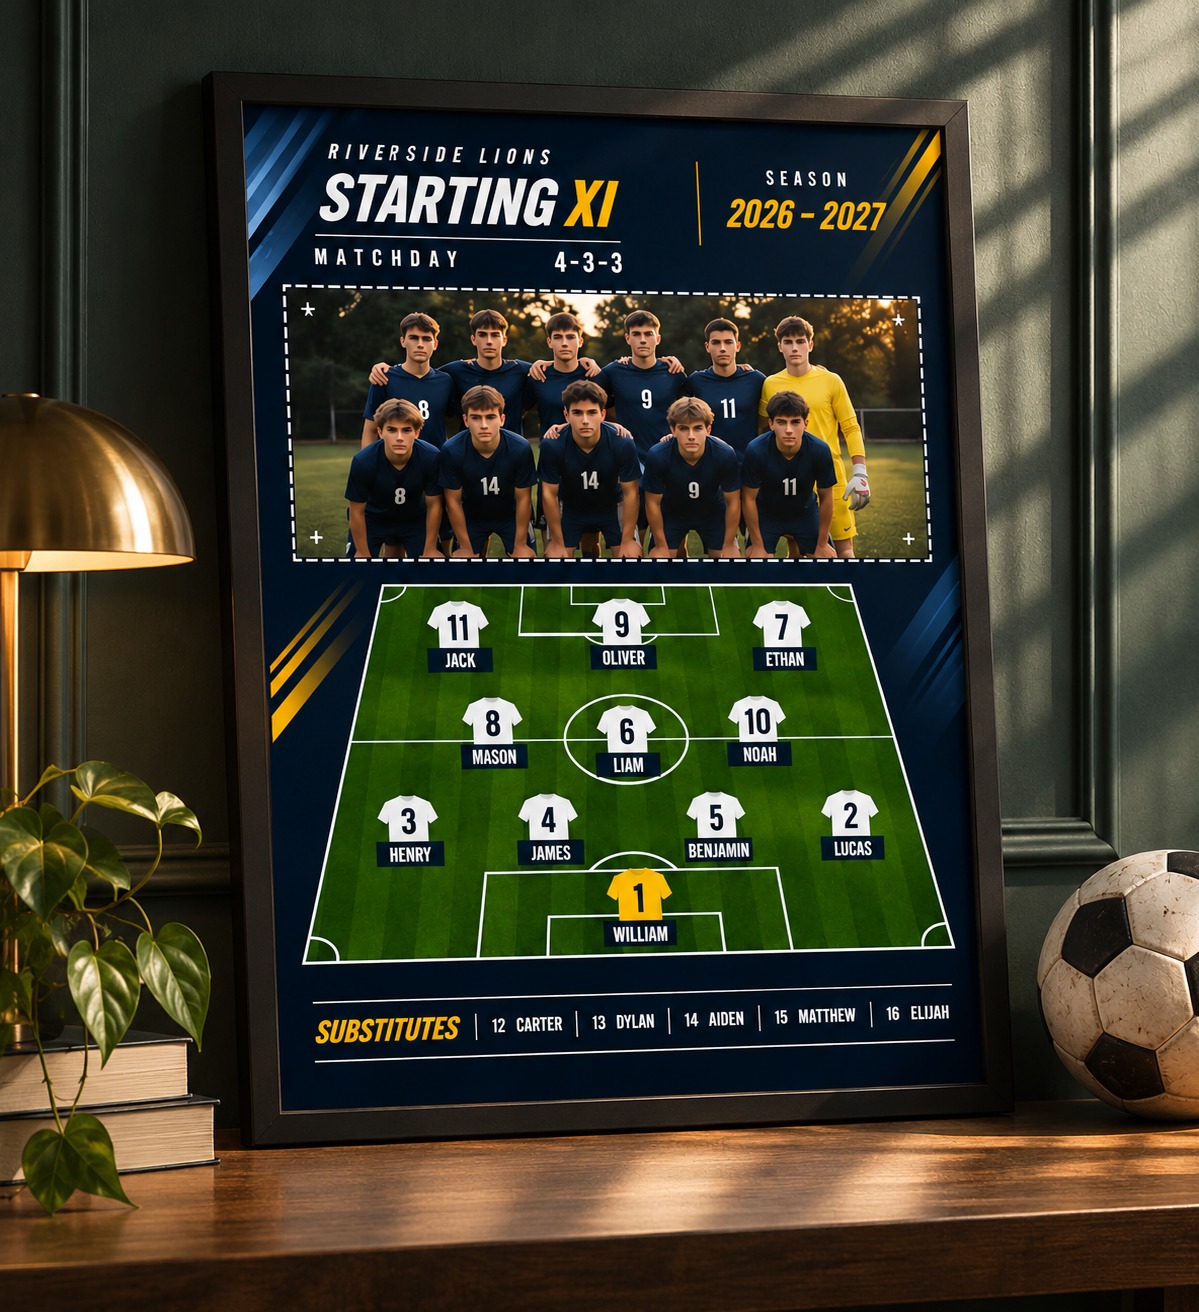 RIVERSIDE LIONS
STARTING XI
MATCHDAY 4-3-3
SEASON
2026 - 2027
8
9
11
8
14
14
9
11
11
JACK
9
OLIVER
7
ETHAN
8
MASON
6
LIAM
10
NOAH
3
HENRY
4
JAMES
5
BENJAMIN
2
LUCAS
1
WILLIAM
SUBSTITUTES 12 CARTER 13 DYLAN 14 AIDEN 15 MATTHEW 16 ELIJAH